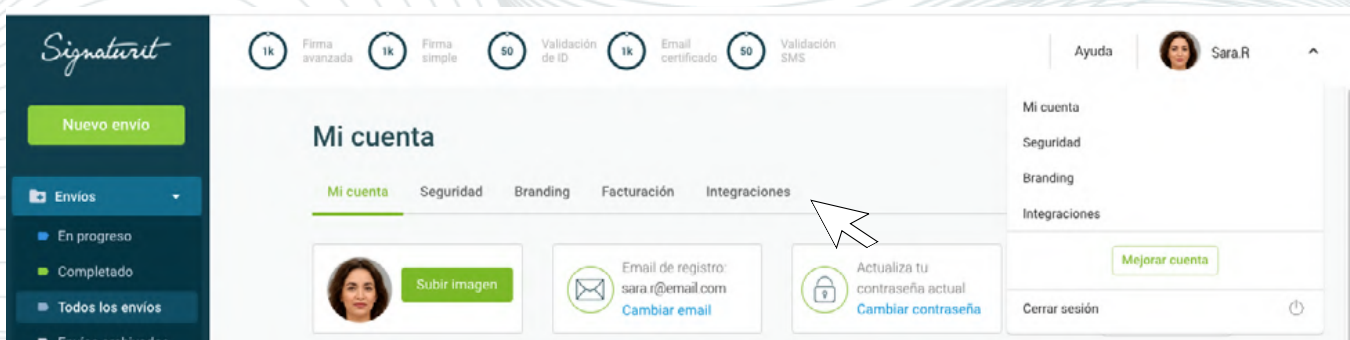 Signaturit
1k
Firma
avanzada
1k
Firma
simple
50
Validación
de ID
1k
Email
certificado
50
Validación
SMS
Ayuda
Sara.R
Nuevo envío
Envíos
En progreso
Completado
Todos los envíos
Mi cuenta
Mi cuenta
Seguridad
Branding
Facturación
Integraciones
Subir imagen
Email de registro:
sara r@email.com
Cambiar email
Actualiza tu
contraseña actual
Cambiar contraseña
Mi cuenta
Seguridad
Branding
Integraciones
Mejorar cuenta
Cerrar sesión